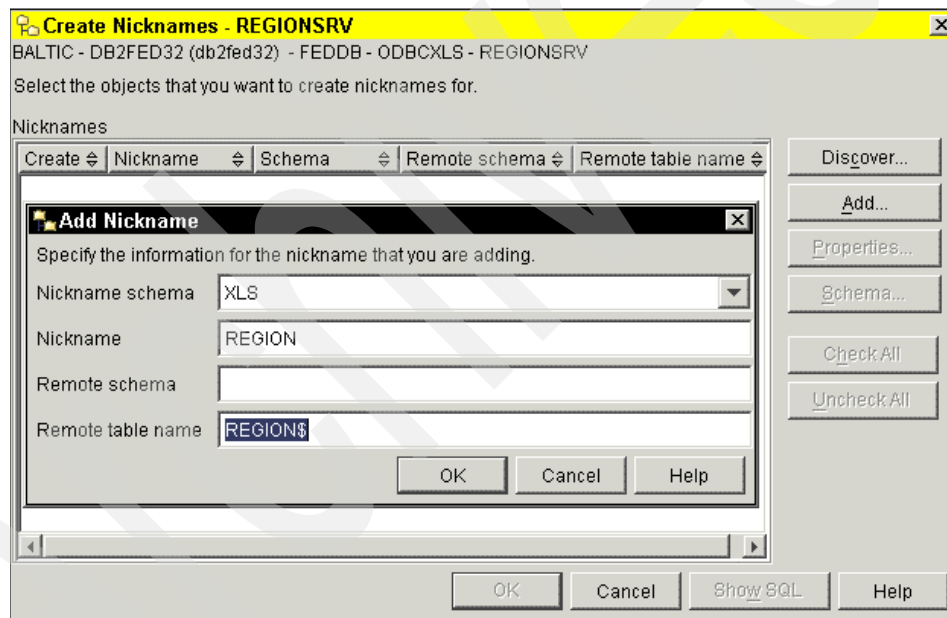 Create Nicknames - REGIONSRV
BALTIC - DB2FED32 (db2fed32) - FEDDB - ODBCXLS - REGIONSRV
Select the objects that you want to create nicknames for.
Nicknames
Create Nickname Schema Remote schema Remote table name
Discover...
Add...
Properties...
Schema...
Check All
Uncheck All
Add Nickname
Specify the information for the nickname that you are adding.
Nickname schema XLS
Nickname REGION
Remote schema
Remote table name REGION$
OK Cancel Help
OK Cancel Show SQL Help